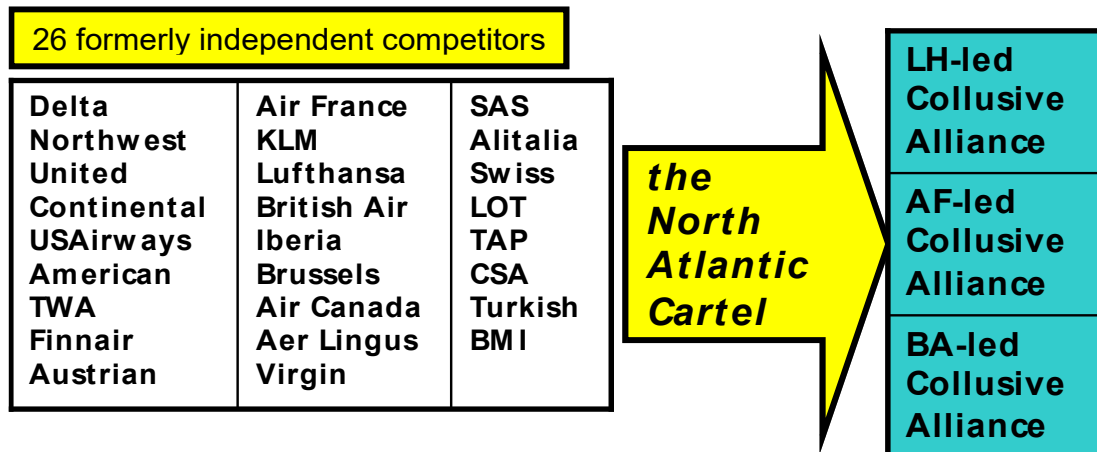 26 formerly independent competitors
Delta
Northwest
United
Continental
USAirways
American
TWA
Finnair
Austrian
Air France
KLM
Lufthansa
British Air
Iberia
Brussels
Air Canada
Aer Lingus
Virgin
SAS
Alitalia
Swiss
LOT
TAP
CSA
Turkish
BMI
the
North
Atlantic
Cartel
LH-led
Collusive
Alliance
AF-led
Collusive
Alliance
BA-led
Collusive
Alliance